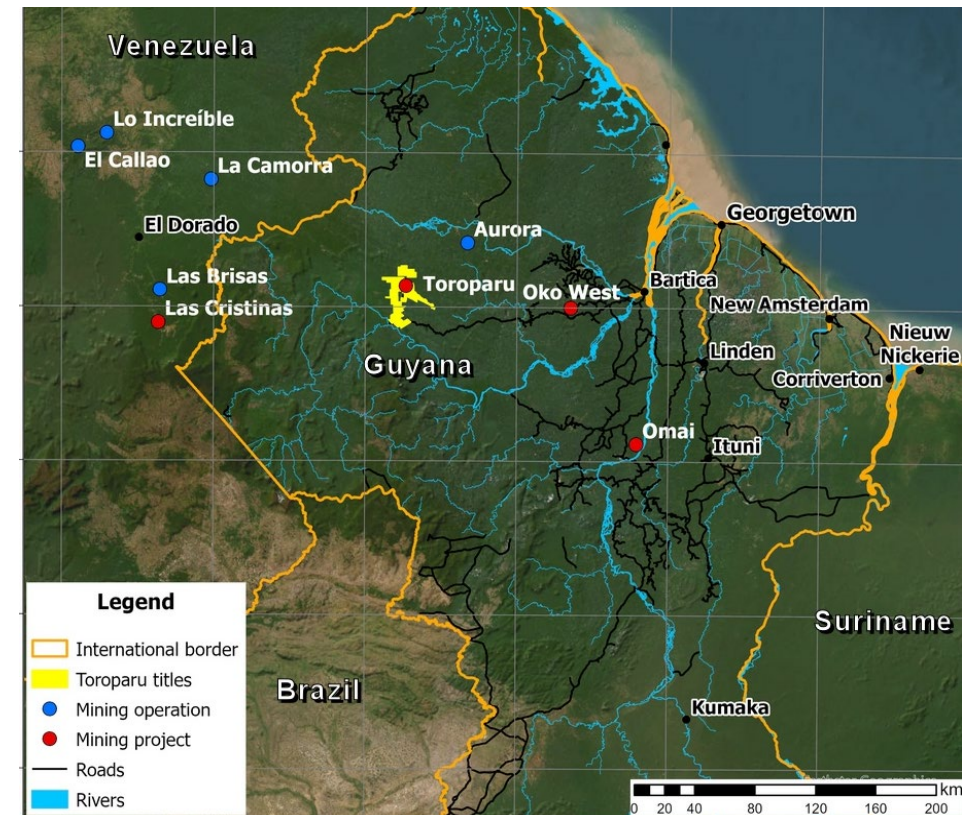 Venezuela
Lo Increíble
El Callao
La Camorra
El Dorado
Georgetown
Aurora
Las Brisas
Toroparu
Oko West
Bartica
Las Cristinas
New Amsterdam
Nieuw
Nickerie
Guyana
Linden
Corriverton
Omai
Ituni
Legend
International border
Toroparu titles
Mining operation
Mining project
Roads
Rivers
Suriname
Brazil
Kumaka
km
0 20 40 80 120 160 200